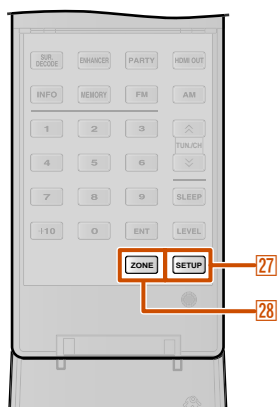 SUR. DECODE ENHANCER PARTY HDMI OUT
INFO MEMORY FM AM
1 2 3
TUN./CH
4 5 6
7 8 9 SLEEP
+10 0 ENT LEVEL
ZONE SETUP
27
28